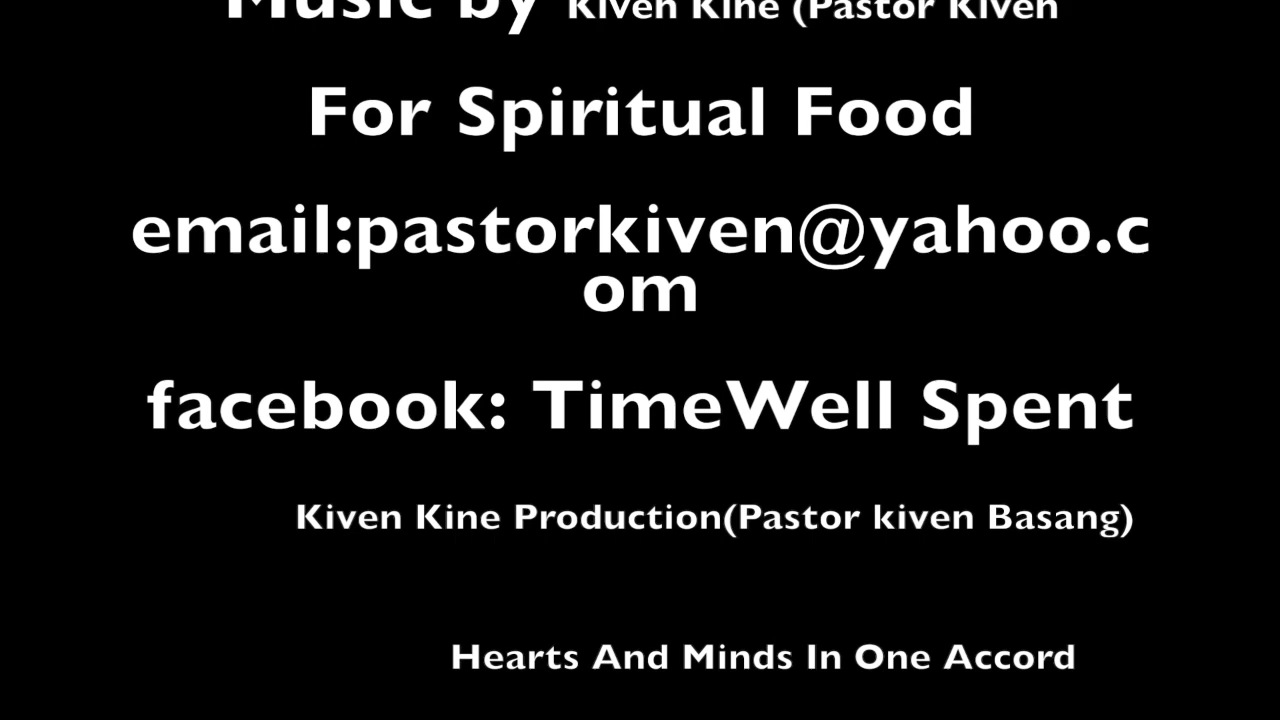 Music by Kiven Kine (Pastor Kiven
For Spiritual Food
email:pastorkiven@yahoo.c
om
facebook: TimeWell Spent
Kiven Kine Production(Pastor kiven Basang)
Hearts And Minds In One Accord